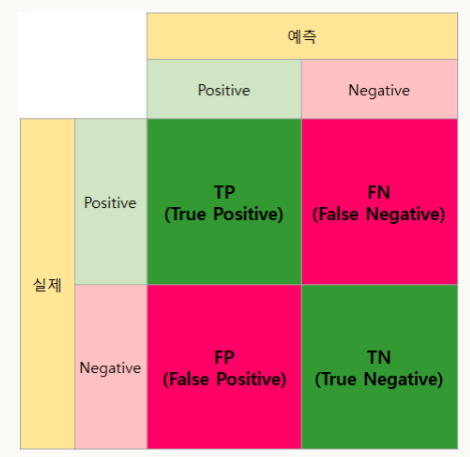 예측
Positive
Negative
실제
Positive
TP
(True Positive)
FN
(False Negative)
Negative
FP
(False Positive)
TN
(True Negative)